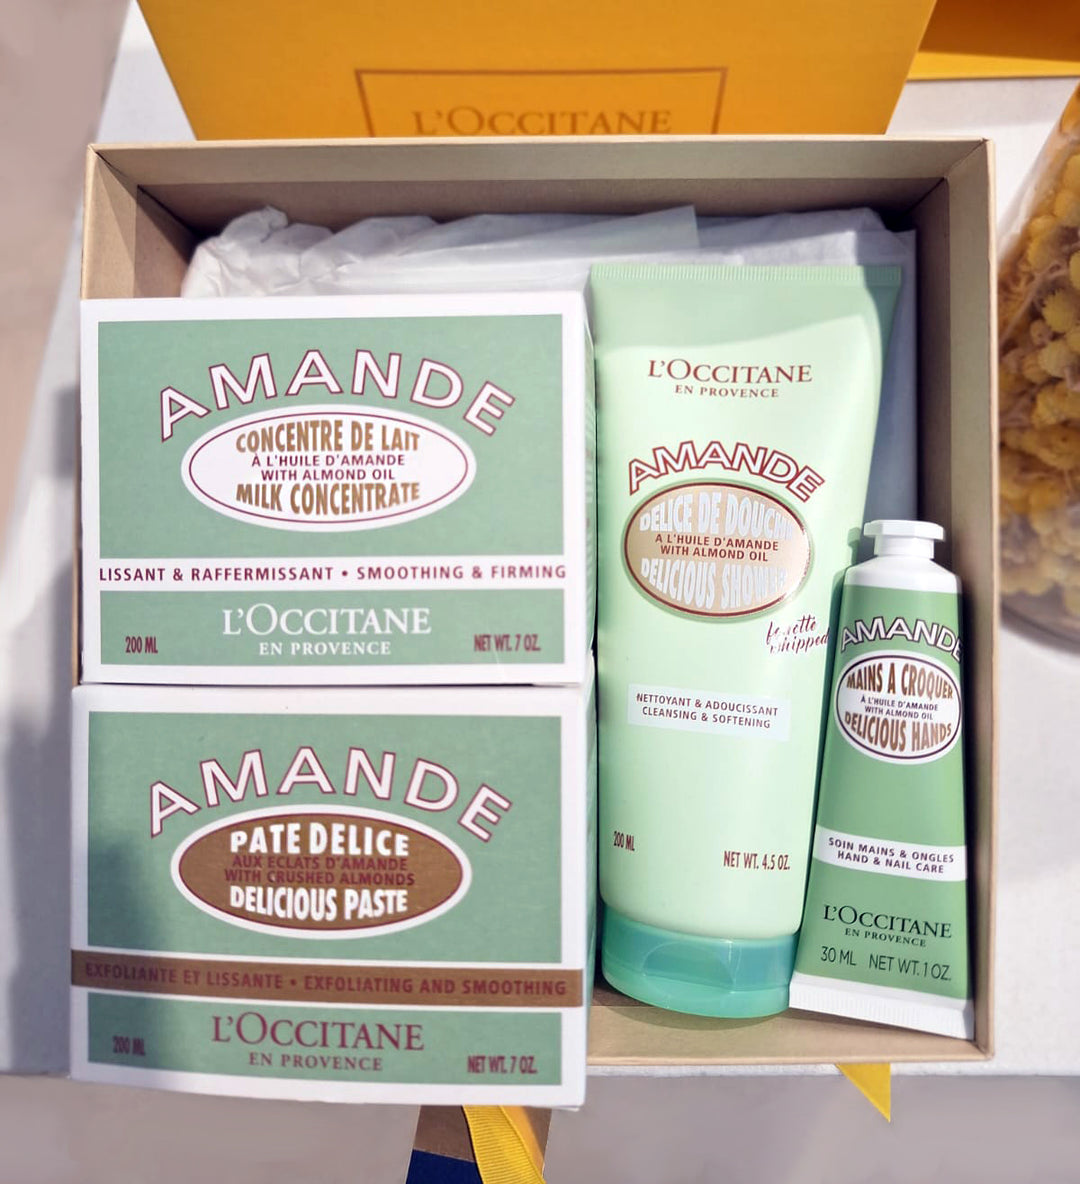 L'OCCITANE
AMANDE
CONCENTRE DE LAIT
À L'HUILE D'AMANDE
WITH ALMOND OIL
MILK CONCENTRATE
LISSANT & RAFFERMISSANT • SMOOTHING & FIRMING
L'OCCITANE
EN PROVENCE
200 ML NET WT. 7 OZ.
AMANDE
PATE DELICE
AUX ECLATS D'AMANDE
WITH CRUSHED ALMONDS
DELICIOUS PASTE
EXFOLIANTE ET LISSANTE • EXFOLIATING AND SMOOTHING
L'OCCITANE
EN PROVENCE
200 ML NET WT. 7 OZ.
L'OCCITANE
EN PROVENCE
AMANDE
DELICE DE DOUCHE
A L'HUILE D'AMANDE
WITH ALMOND OIL
DELICIOUS SHOWER
whipped
NETTOYANT & ADOUCISSANT
CLEANSING & SOFTENING
200 ML NET WT. 4.5 OZ.
AMANDE
MAINS A CROQUER
À L'HUILE D'AMANDE
WITH ALMOND OIL
DELICIOUS HANDS
SOIN MAINS & ONGLES
HAND & NAIL CARE
L'OCCITANE
EN PROVENCE
30 ML NET WT. 1 OZ.